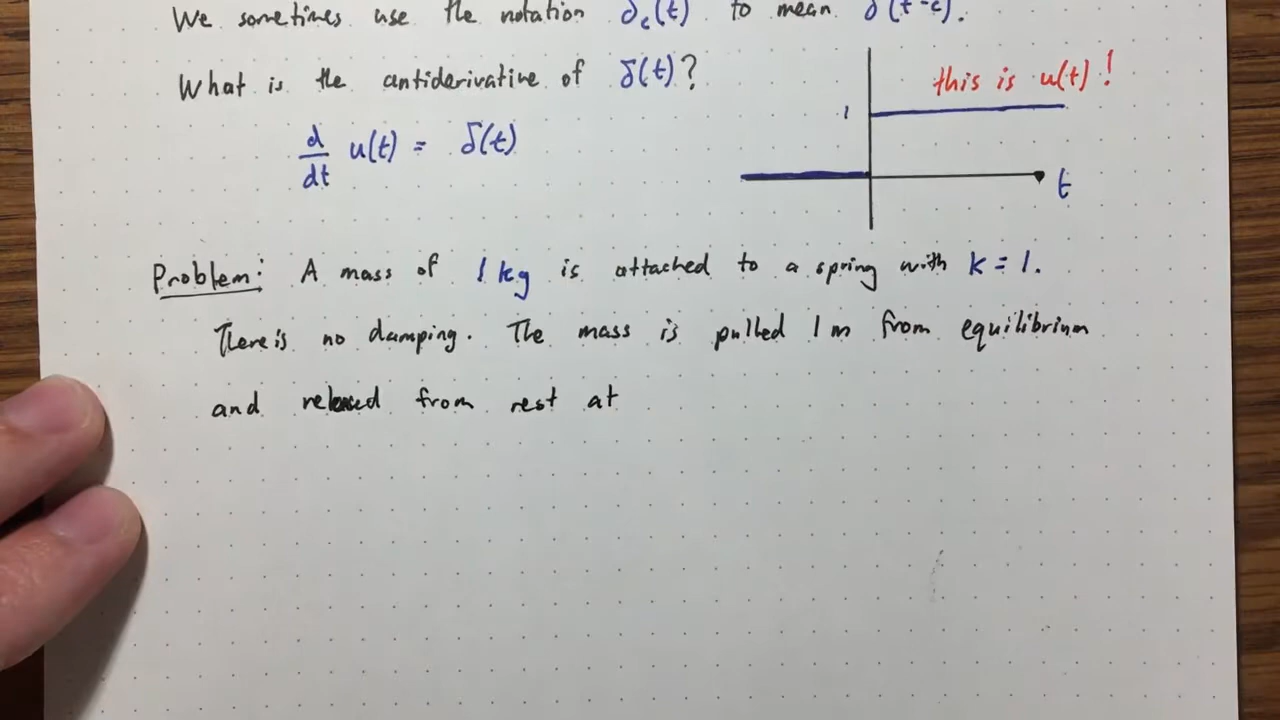 We sometimes use the notation δc(t) to mean δ(t-c).
What is the antiderivative of δ(t)?
this is u(t)!
1
d/dt u(t) = δ(t)
t
Problem: A mass of 1 kg is attached to a spring with k = 1.
There is no damping. The mass is pulled 1 m from equilibrium
and released from rest at